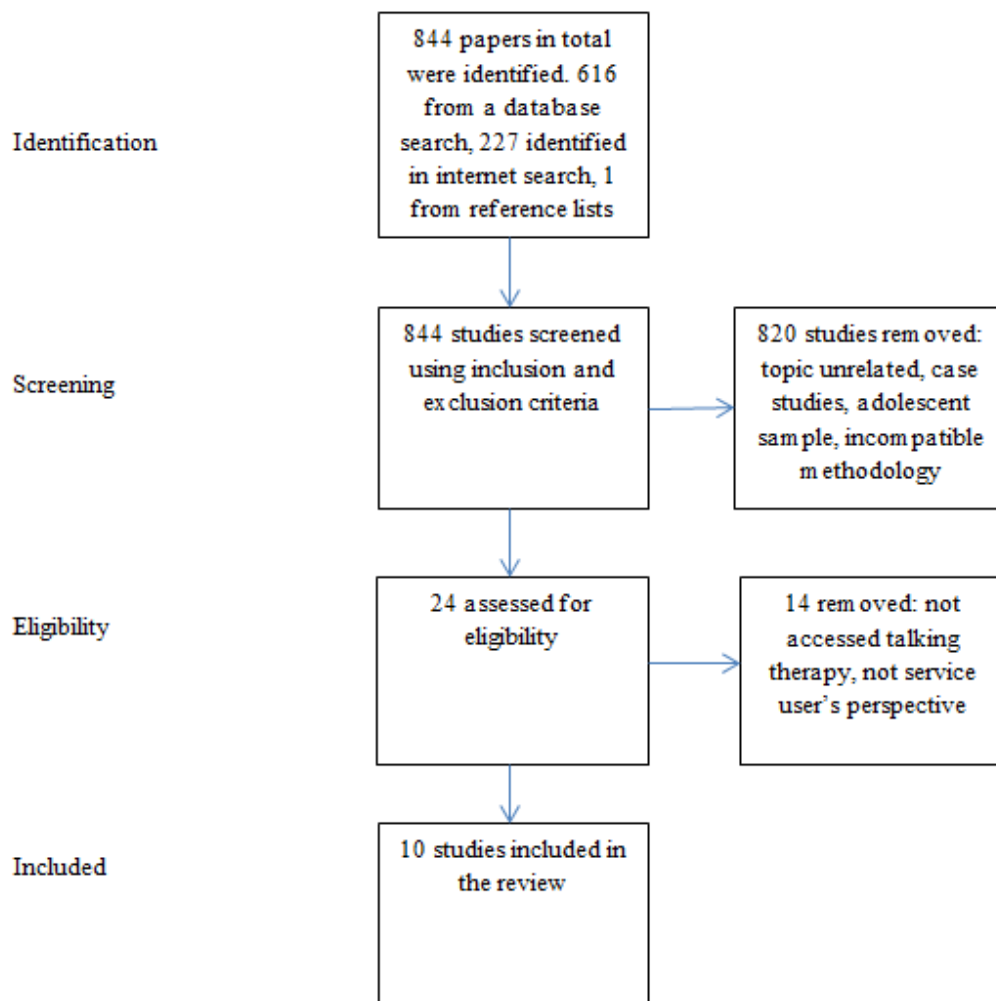 844 papers in total
were identified. 616
from a database
search, 227 identified
in internet search, 1
from reference lists
Identification
844 studies screened
using inclusion and
exclusion criteria
820 studies removed:
topic unrelated, case
studies, adolescent
sample, incompatible
methodology
Screening
24 assessed for
eligibility
14 removed: not
accessed talking
therapy, not service
user’s perspective
Eligibility
10 studies included in
the review
Included